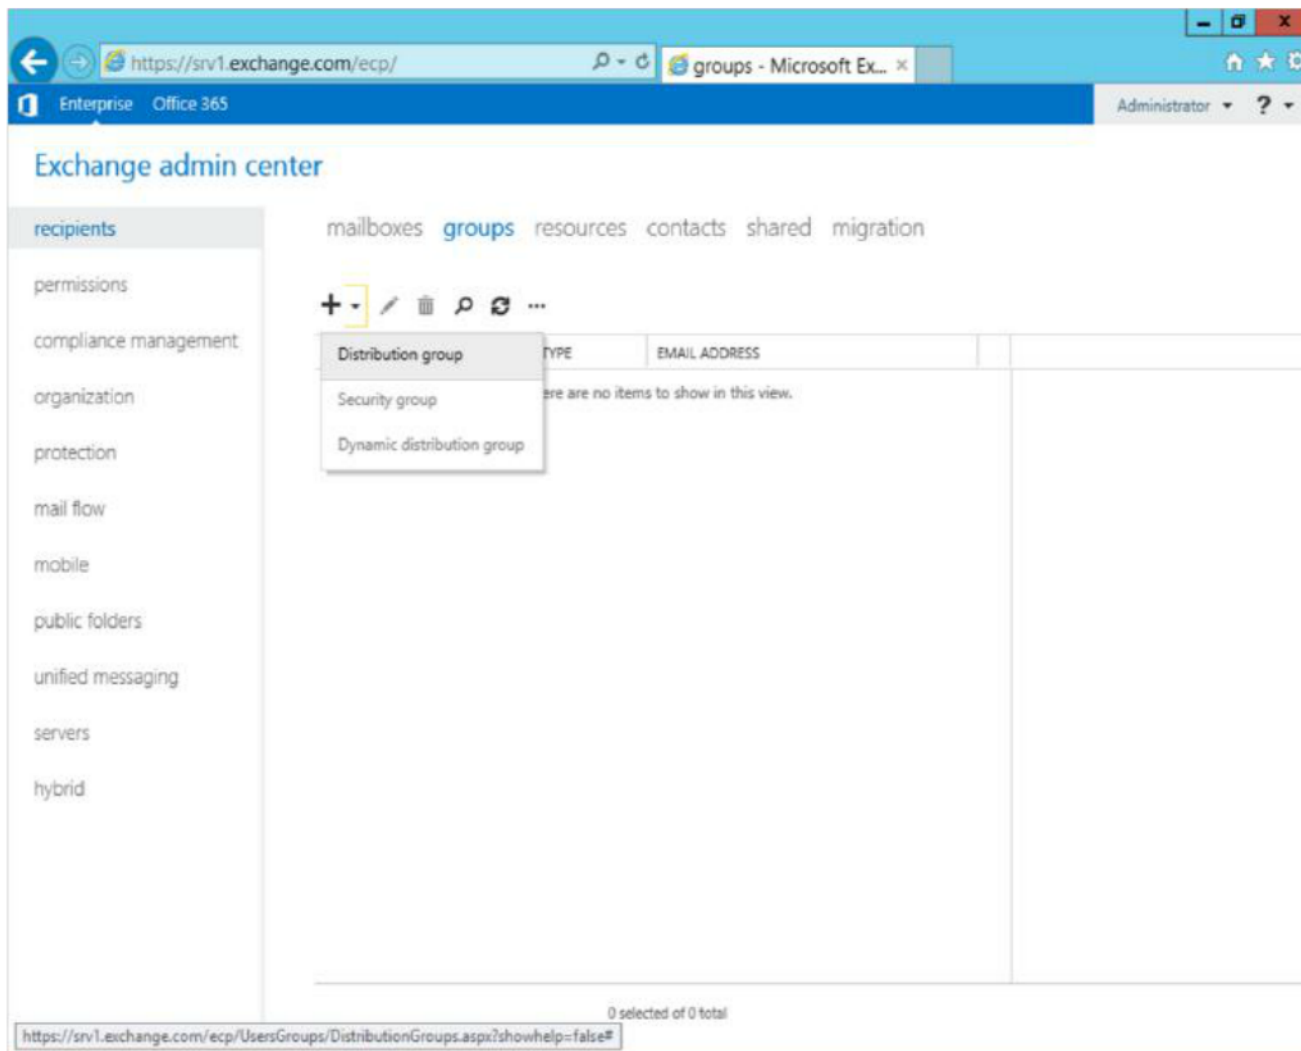 https://srv1.exchange.com/ecp/
groups - Microsoft Ex...
Enterprise Office 365
Administrator ?
Exchange admin center
recipients
permissions
compliance management
organization
protection
mail flow
mobile
public folders
unified messaging
servers
hybrid
mailboxes groups resources contacts shared migration
TYPE EMAIL ADDRESS
Distribution group
Security group
Dynamic distribution group
ere are no items to show in this view.
0 selected of 0 total
https://srv1.exchange.com/ecp/UsersGroups/DistributionGroups.aspx?showhelp=false#